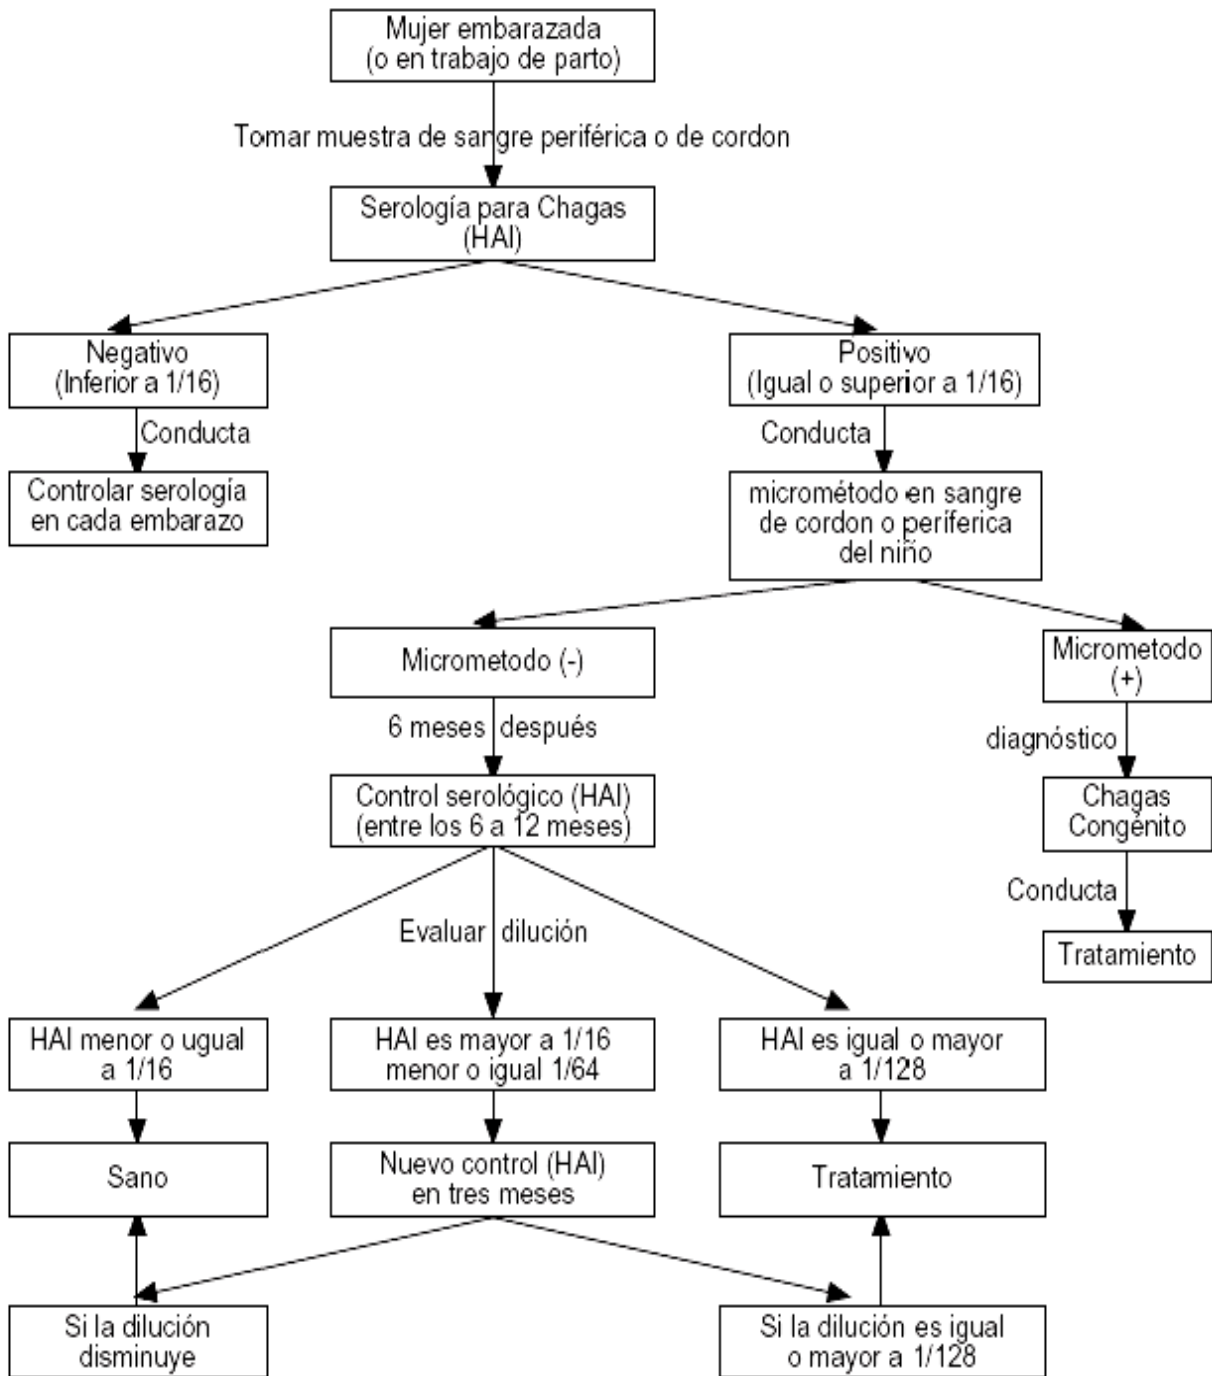 Mujer embarazada
(o en trabajo de parto)
Tomar muestra de sangre periférica o de cordon
Serología para Chagas
(HAI)
Negativo
(Inferior a 1/16)
Positivo
(Igual o superior a 1/16)
Conducta
Conducta
Controlar serología
en cada embarazo
micrométodo en sangre
de cordon o períferica
del niño
Micrometodo (-)
Micrometodo
(+)
6 meses después
diagnóstico
Control serológico (HAI)
(entre los 6 a 12 meses)
Chagas
Congénito
Conducta
Evaluar dilución
Tratamiento
HAI menor o ugual
a 1/16
HAI es mayor a 1/16
menor o igual 1/64
HAI es igual o mayor
a 1/128
Sano
Nuevo control (HAI)
en tres meses
Tratamiento
Si la dilución
disminuye
Si la dilución es igual
o mayor a 1/128